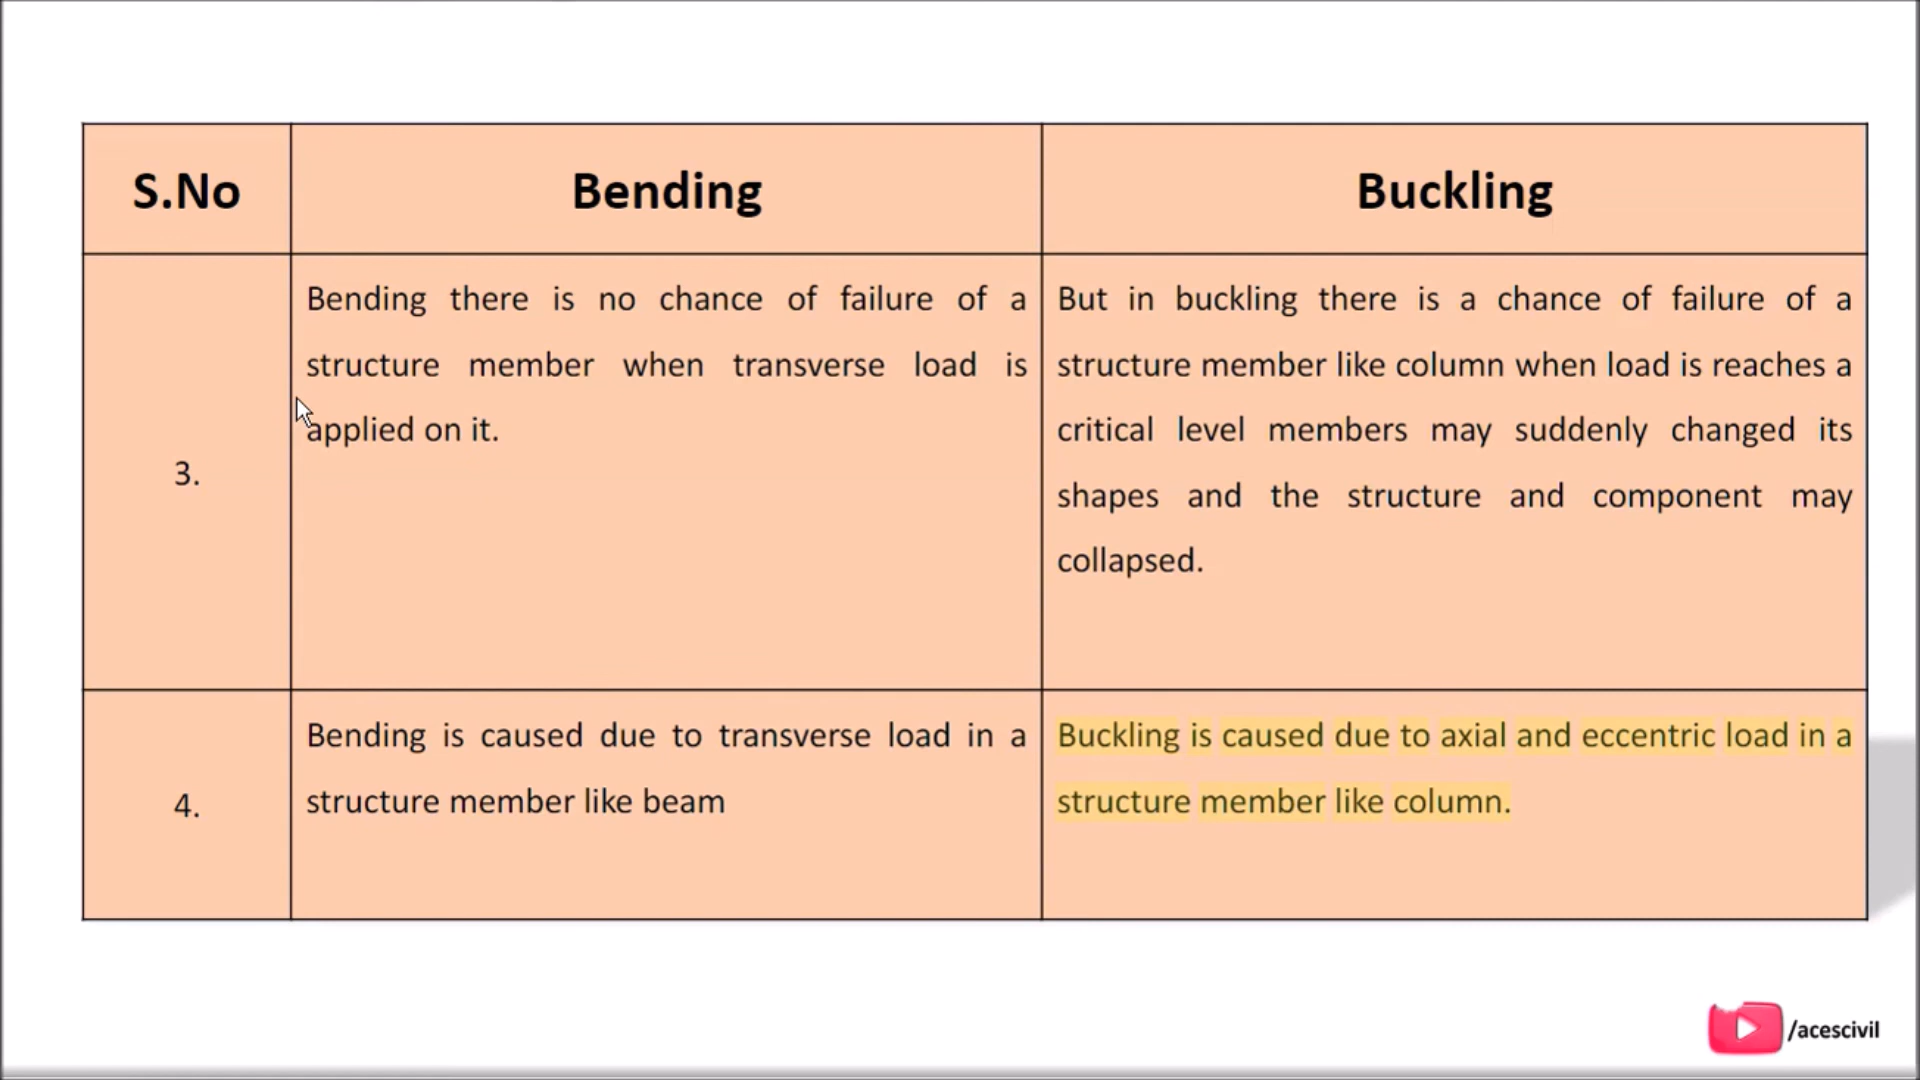 S.No
Bending
Buckling
3.
Bending there is no chance of failure of a
structure member when transverse load is
applied on it.
But in buckling there is a chance of failure of a
structure member like column when load is reaches a
critical level members may suddenly changed its
shapes and the structure and component may
collapsed.
4.
Bending is caused due to transverse load in a
structure member like beam
Buckling is caused due to axial and eccentric load in a
structure member like column.
/acescivil